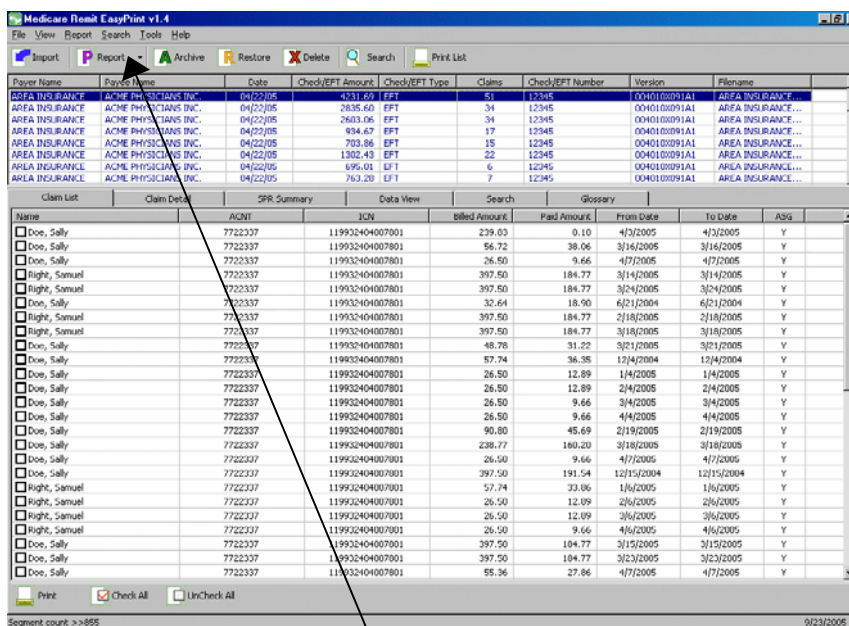 Medicare Remit EasyPrint v1.4
File View Report Search Tools Help
Import Report Archive Restore Delete Search Print List
Payer Name Payee Name Date Check/EFT Amount Check/EFT Type Claims Check/EFT Number Version Filename
AREA INSURANCE ACME PHYSICIANS INC. 04/22/05 4231.69 EFT 51 12345 004010X091A1 AREA INSURANCE...
AREA INSURANCE ACME PHYSICIANS INC. 04/22/05 2835.60 EFT 34 12345 004010X091A1 AREA INSURANCE...
AREA INSURANCE ACME PHYSICIANS INC. 04/22/05 2603.06 EFT 34 12345 004010X091A1 AREA INSURANCE...
AREA INSURANCE ACME PHYSICIANS INC. 04/22/05 934.67 EFT 17 12345 004010X091A1 AREA INSURANCE...
AREA INSURANCE ACME PHYSICIANS INC. 04/22/05 703.86 EFT 15 12345 004010X091A1 AREA INSURANCE...
AREA INSURANCE ACME PHYSICIANS INC. 04/22/05 1302.43 EFT 22 12345 004010X091A1 AREA INSURANCE...
AREA INSURANCE ACME PHYSICIANS INC. 04/22/05 695.01 EFT 6 12345 004010X091A1 AREA INSURANCE...
AREA INSURANCE ACME PHYSICIANS INC. 04/22/05 763.28 EFT 7 12345 004010X091A1 AREA INSURANCE...
Claim List Claim Detail SPR Summary Data View Search Glossary
Name ACNT ICN Billed Amount Paid Amount From Date To Date ASG
Doe, Sally 7722337 119932404007801 239.83 0.10 4/3/2005 4/3/2005 Y
Doe, Sally 7722337 119932404007801 56.72 38.06 3/16/2005 3/16/2005 Y
Doe, Sally 7722337 119932404007801 26.50 9.66 4/7/2005 4/7/2005 Y
Right, Samuel 7722337 119932404007801 397.50 184.77 3/14/2005 3/14/2005 Y
Right, Samuel 7722337 119932404007801 397.50 184.77 3/24/2005 3/24/2005 Y
Doe, Sally 7722337 119932404007801 32.64 18.90 6/21/2004 6/21/2004 Y
Right, Samuel 7722337 119932404007801 397.50 184.77 2/18/2005 2/18/2005 Y
Right, Samuel 7722337 119932404007801 397.50 184.77 3/18/2005 3/18/2005 Y
Doe, Sally 7722337 119932404007801 48.78 31.22 3/21/2005 3/21/2005 Y
Doe, Sally 7722337 119932404007801 57.74 36.35 12/4/2004 12/4/2004 Y
Doe, Sally 7722337 119932404007801 26.50 12.89 1/4/2005 1/4/2005 Y
Doe, Sally 7722337 119932404007801 26.50 12.89 2/4/2005 2/4/2005 Y
Doe, Sally 7722337 119932404007801 26.50 9.66 3/4/2005 3/4/2005 Y
Doe, Sally 7722337 119932404007801 26.50 9.66 4/4/2005 4/4/2005 Y
Doe, Sally 7722337 119932404007801 90.80 45.69 2/19/2005 2/19/2005 Y
Doe, Sally 7722337 119932404007801 238.77 160.20 3/18/2005 3/18/2005 Y
Doe, Sally 7722337 119932404007801 26.50 9.66 4/7/2005 4/7/2005 Y
Doe, Sally 7722337 119932404007801 397.50 191.54 12/15/2004 12/15/2004 Y
Right, Samuel 7722337 119932404007801 57.74 33.86 1/6/2005 1/6/2005 Y
Right, Samuel 7722337 119932404007801 26.50 12.89 2/6/2005 2/6/2005 Y
Right, Samuel 7722337 119932404007801 26.50 12.89 3/6/2005 3/6/2005 Y
Right, Samuel 7722337 119932404007801 26.50 9.66 4/6/2005 4/6/2005 Y
Doe, Sally 7722337 119932404007801 397.50 184.77 3/15/2005 3/15/2005 Y
Doe, Sally 7722337 119932404007801 397.50 184.77 3/23/2005 3/23/2005 Y
Doe, Sally 7722337 119932404007801 55.36 27.86 4/7/2005 4/7/2005 Y
Print Check All UnCheck All
Segment count >>855 9/23/2005